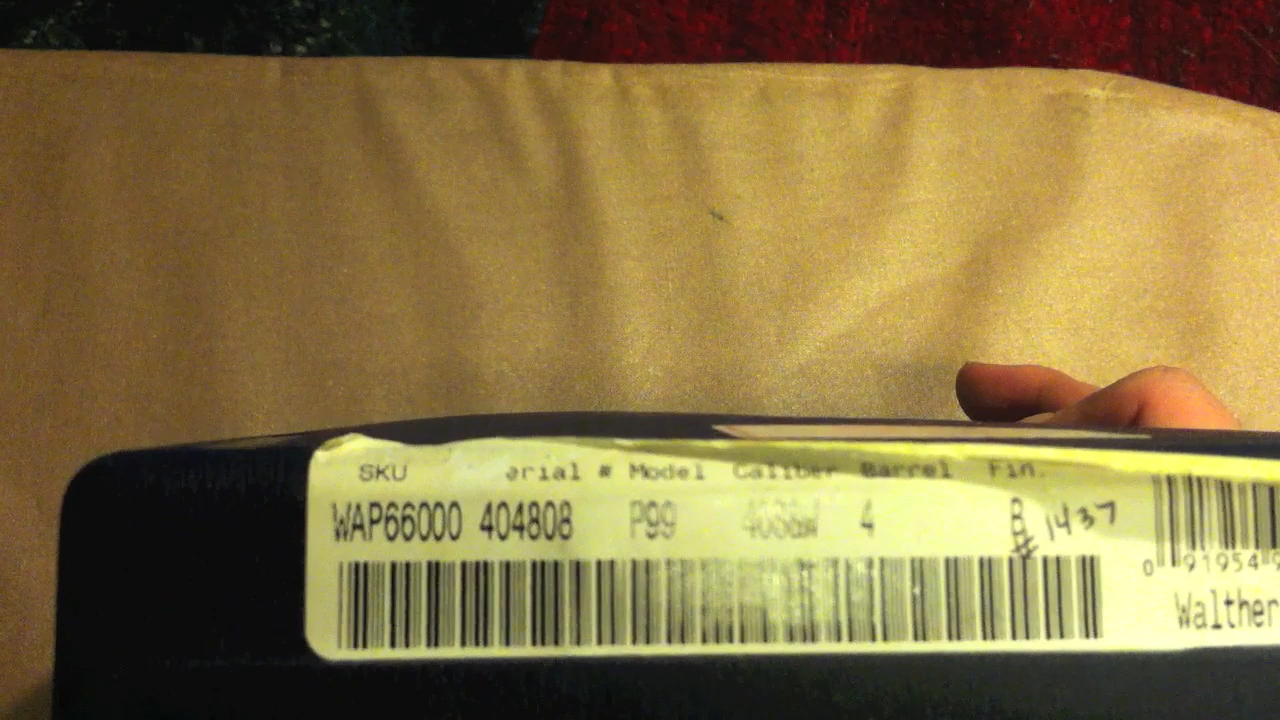 SKU erial # Model Caliber Barrel Fin.
WAP66000 404808 P99 40S&W 4 B
#1437
0 91954
Walther